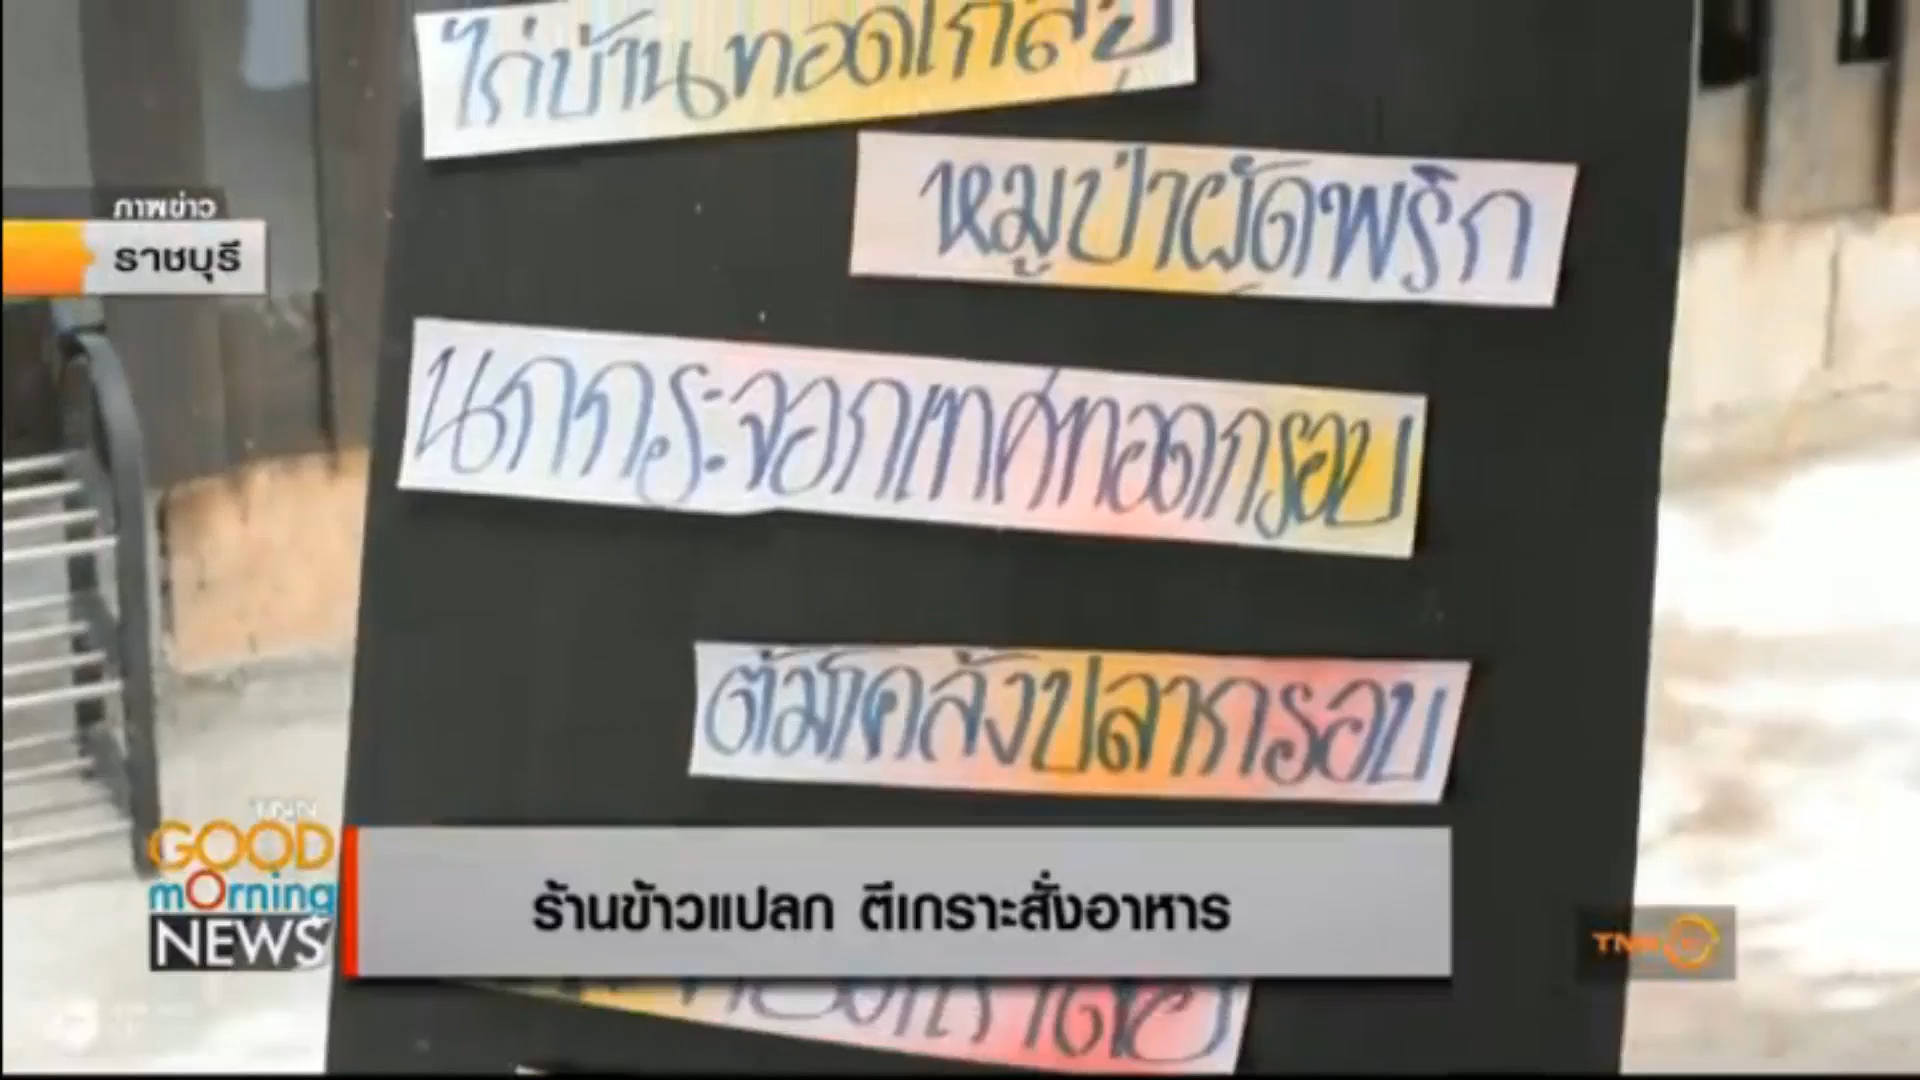 ไก่บ้านทอดเกลือ
หมูป่าผัดพริก
ภาพข่าว
ราชบุรี
นกกระจอกเทศทอดกรอบ
ต้มโคล้งปลากรอบ
TNN
GOOD
mOrning
NEWS
ร้านข้าวแปลก ตีเกราะสั่งอาหาร